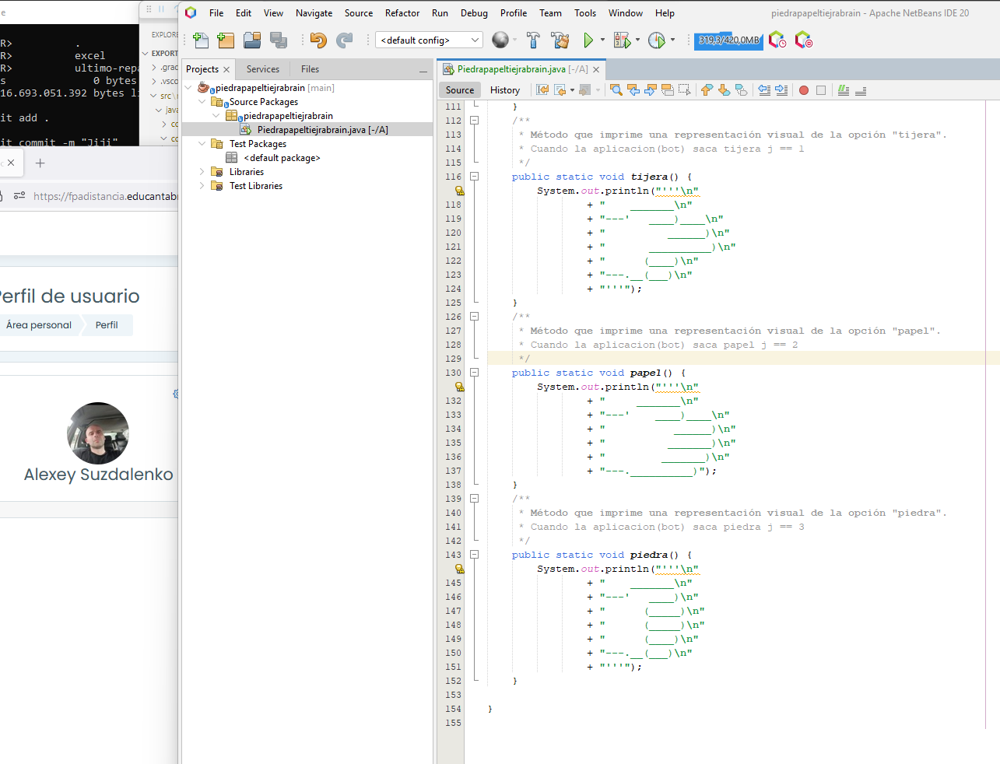 File Edit View Navigate Source Refactor Run Debug Profile Team Tools Window Help
piedrapapeltiejrabrain - Apache NetBeans IDE 20
<default config>
319,3/420,0MB
R> .
R> excel
R> ultimo-repa
s 0 bytes
16.693.051.392 bytes li
it add .
it commit -m "Jiji"
EXPLORE
EXPORT
.grad
.vsco
src\r
java
co
co
https://fpadistancia.educantabr
Perfil de usuario
Área personal Perfil
Alexey Suzdalenko
Projects Services Files
piedrapapeltiejrabrain [main]
Source Packages
piedrapapeltiejrabrain
Piedrapapeltiejrabrain.java [-/A]
Test Packages
<default package>
Libraries
Test Libraries
Piedrapapeltiejrabrain.java [-/A]
Source History
111 }
112 /**
113 * Método que imprime una representación visual de la opción "tijera".
114 * Cuando la aplicacion(bot) saca tijera j == 1
115 */
116 public static void tijera() {
System.out.println("'''\n"
118 + "    _______\n"
119 + "---'   ____)____\n"
120 + "          ______)\n"
121 + "       __________)\n"
122 + "      (____)\n"
123 + "---.__(___)\n"
124 + "'''");
125 }
126 /**
127 * Método que imprime una representación visual de la opción "papel".
128 * Cuando la aplicacion(bot) saca papel j == 2
129 */
130 public static void papel() {
System.out.println("'''\n"
132 + "     _______\n"
133 + "---'    ____)____\n"
134 + "           ______)\n"
135 + "          _______)\n"
136 + "         _______)\n"
137 + "---.__________)");
138 }
139 /**
140 * Método que imprime una representación visual de la opción "piedra".
141 * Cuando la aplicacion(bot) saca piedra j == 3
142 */
143 public static void piedra() {
System.out.println("'''\n"
145 + "    _______\n"
146 + "---'   ____)\n"
147 + "      (_____)\n"
148 + "      (_____)\n"
149 + "      (____)\n"
150 + "---.__(___)\n"
151 + "'''");
152 }
153
154 }
155